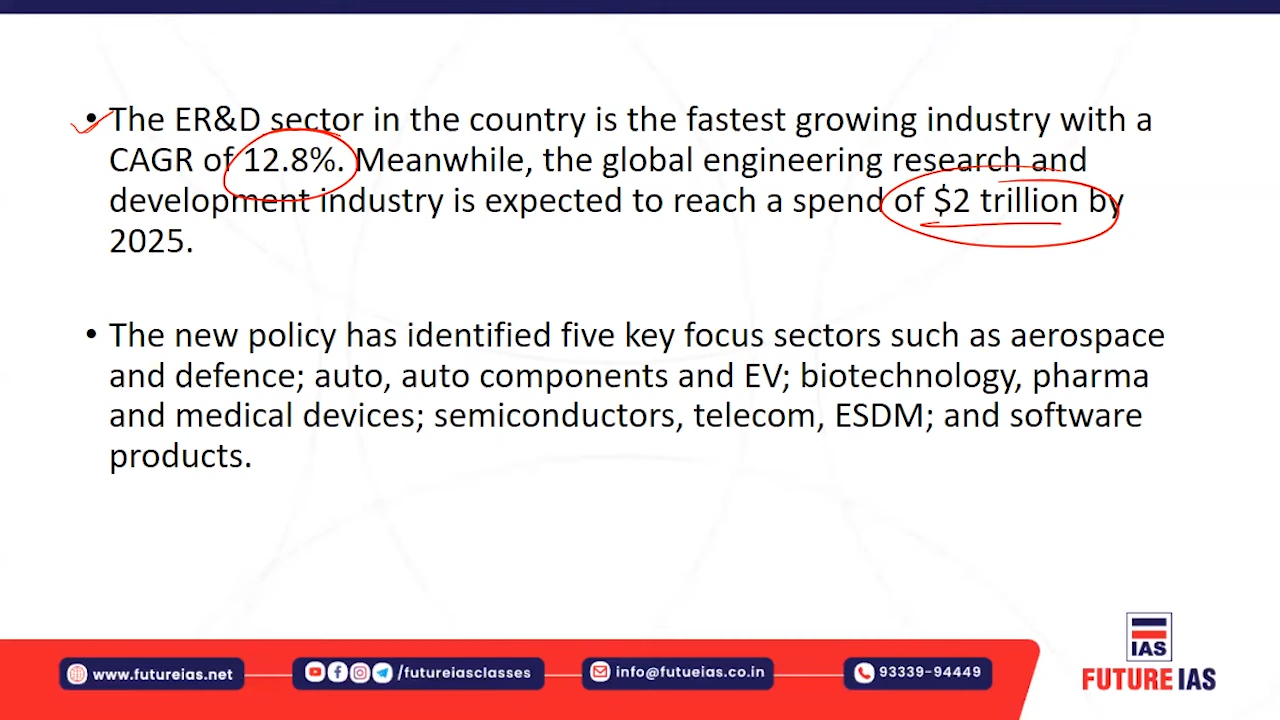 • The ER&D sector in the country is the fastest growing industry with a
CAGR of 12.8%. Meanwhile, the global engineering research and
development industry is expected to reach a spend of $2 trillion by
2025.
• The new policy has identified five key focus sectors such as aerospace
and defence; auto, auto components and EV; biotechnology, pharma
and medical devices; semiconductors, telecom, ESDM; and software
products.
www.futureias.net
/futureiasclasses
info@futueias.co.in
93339-94449
IAS
FUTURE IAS